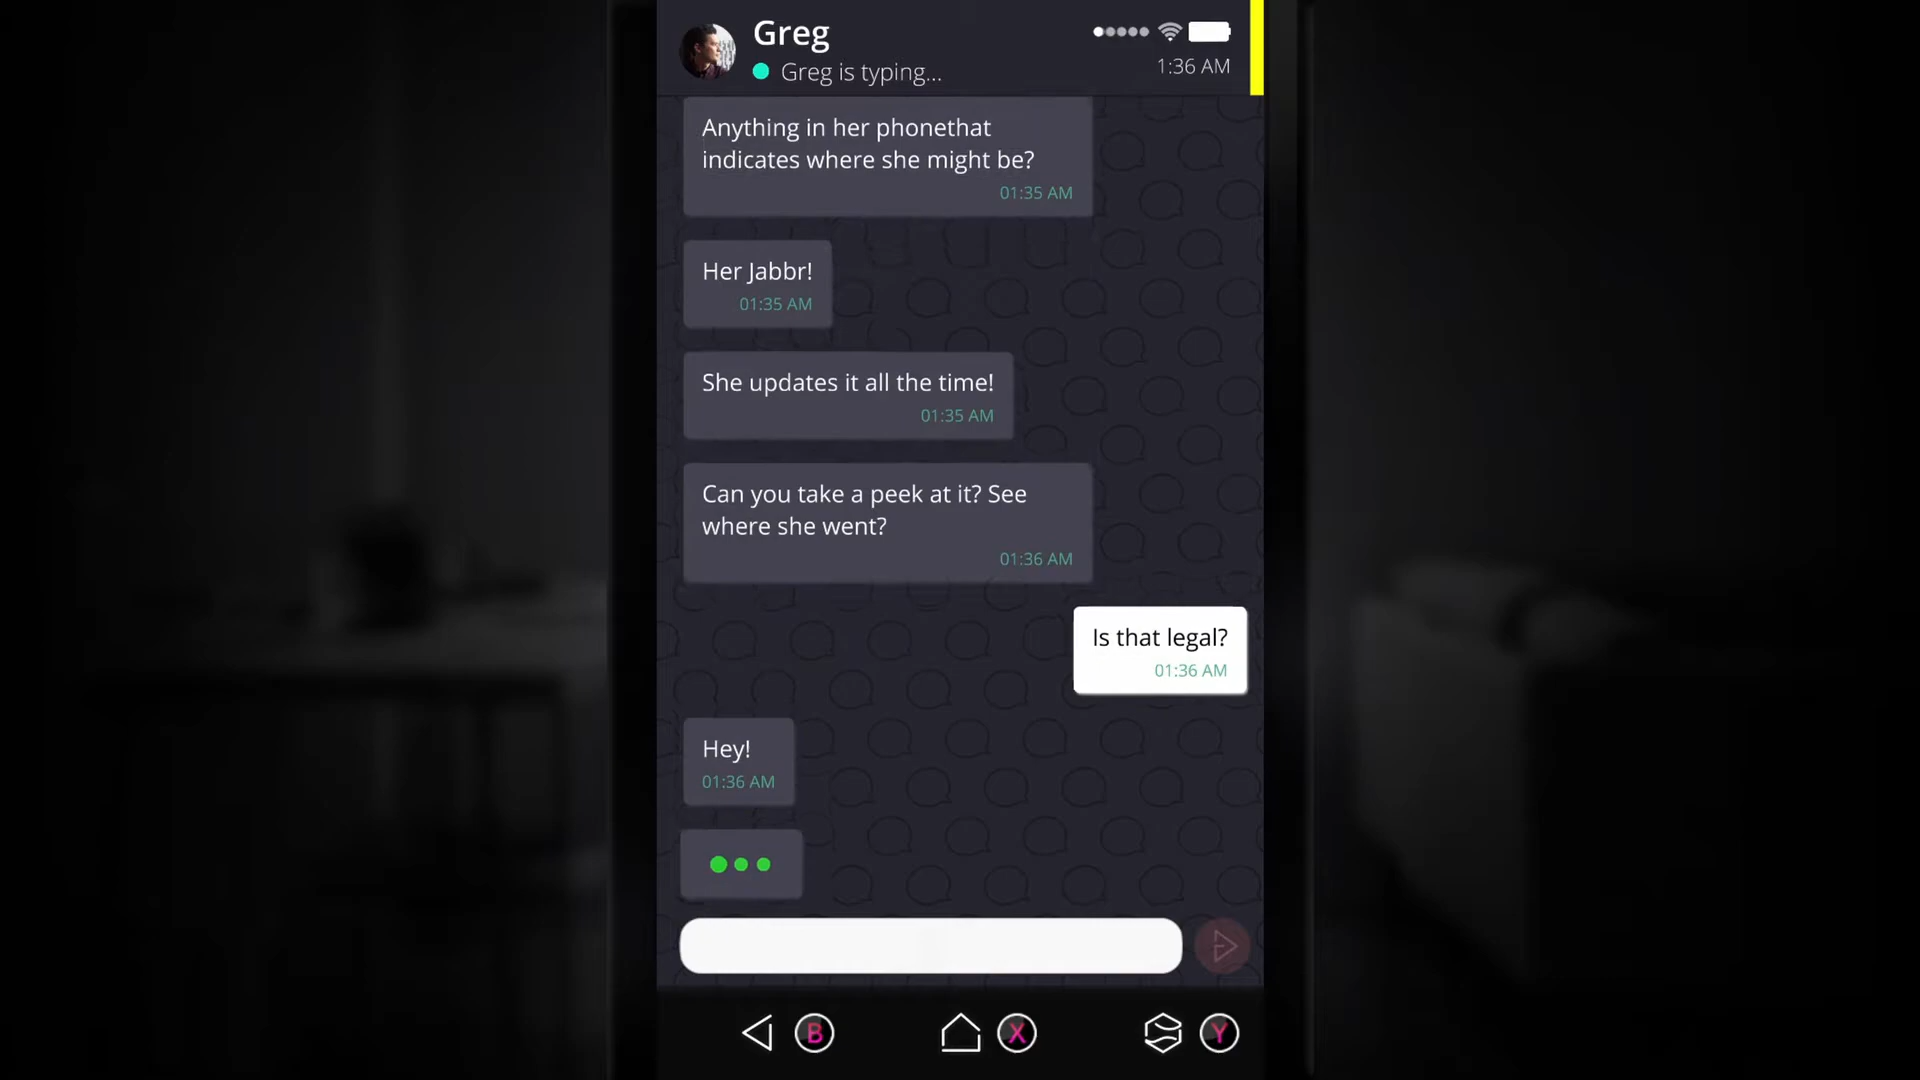 Greg
Greg is typing...
1:36 AM
Anything in her phonethat
indicates where she might be?
01:35 AM
Her Jabbr!
01:35 AM
She updates it all the time!
01:35 AM
Can you take a peek at it? See
where she went?
01:36 AM
Is that legal?
01:36 AM
Hey!
01:36 AM
B
X
Y